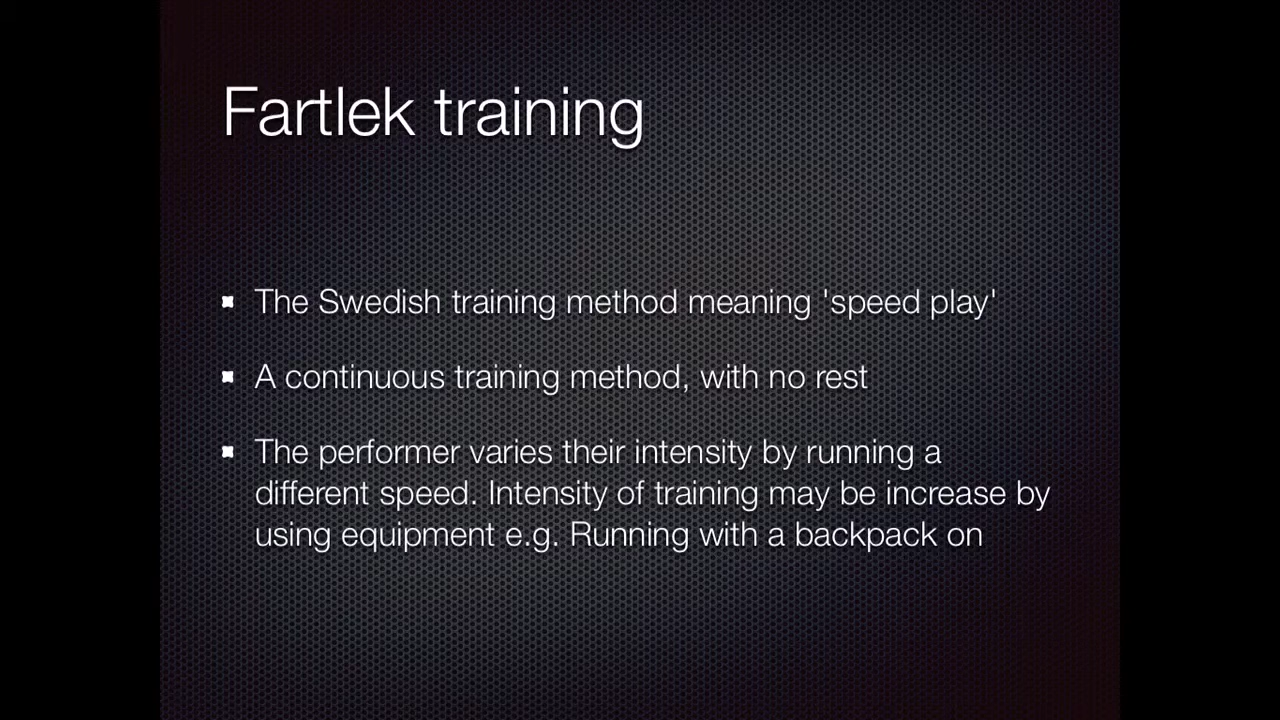 Fartlek training
The Swedish training method meaning 'speed play'
A continuous training method, with no rest
The performer varies their intensity by running a
different speed. Intensity of training may be increase by
using equipment e.g. Running with a backpack on